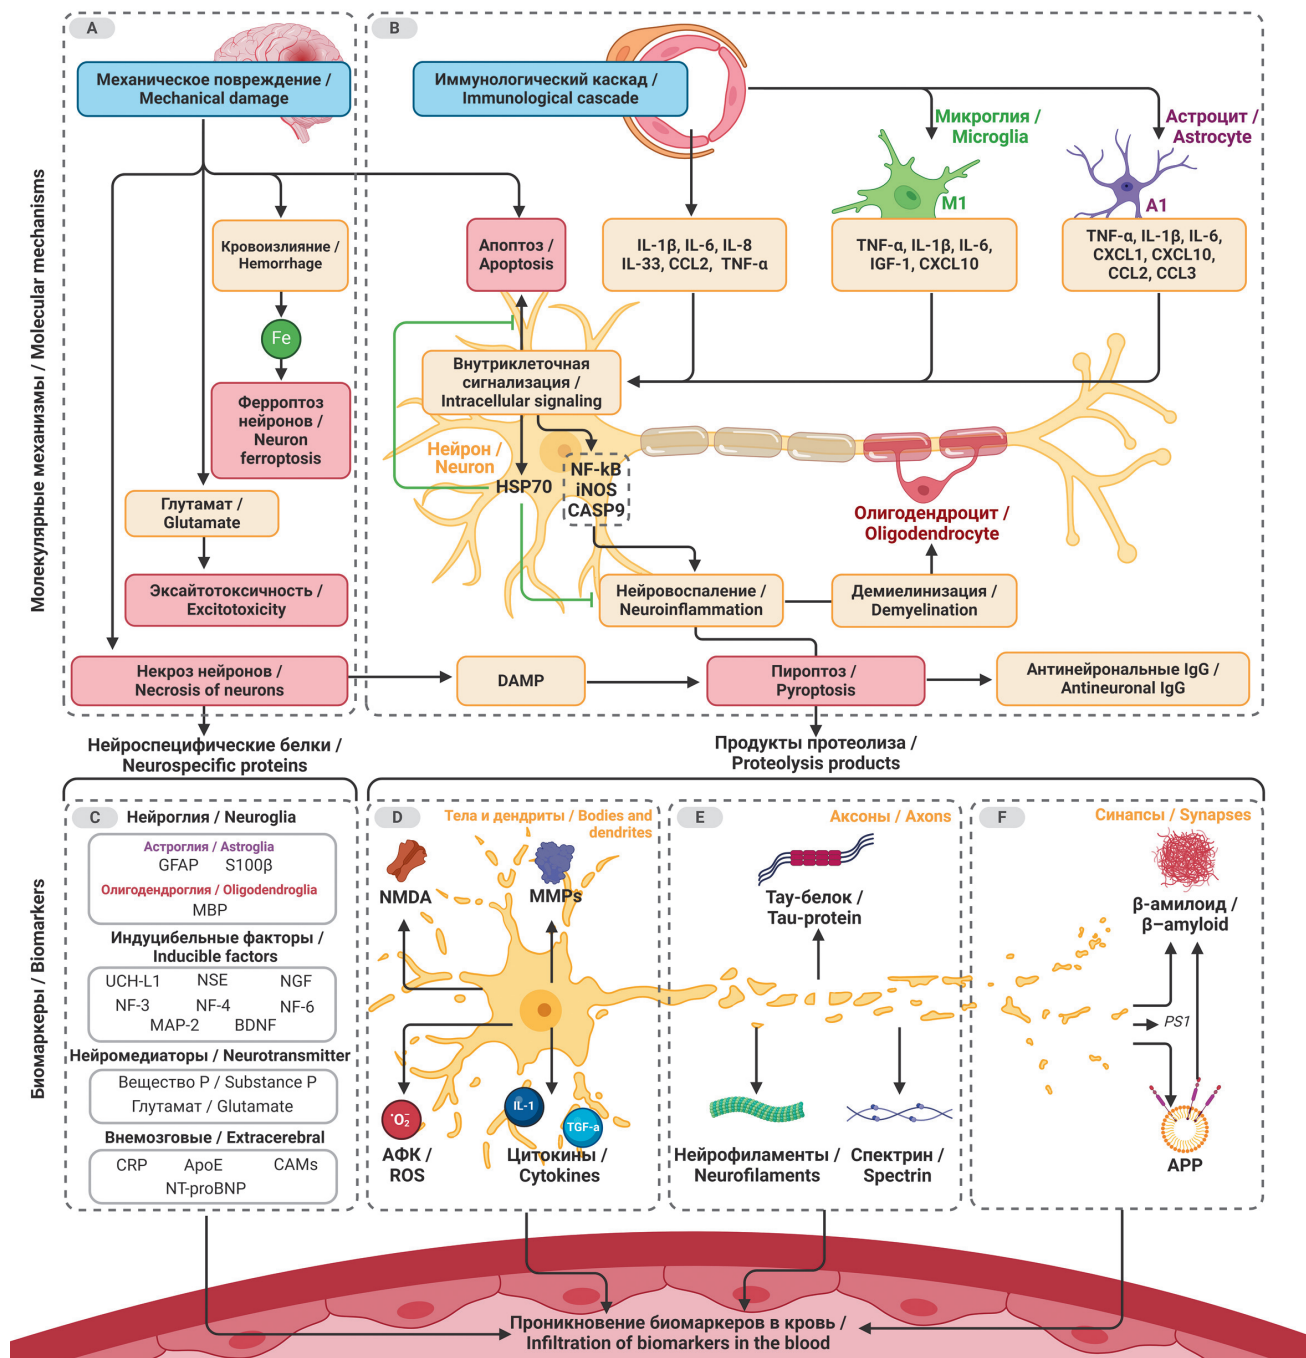 A
Механическое повреждение /
Mechanical damage
Кровоизлияние /
Hemorrhage
Fe
Ферроптоз
нейронов /
Neuron
ferroptosis
Глутамат /
Glutamate
Эксайтотоксичность /
Excitotoxicity
Некроз нейронов /
Necrosis of neurons
Молекулярные механизмы / Molecular mechanisms
B
Иммунологический каскад /
Immunological cascade
Микроглия /
Microglia
M1
Астроцит /
Astrocyte
A1
Апоптоз /
Apoptosis
IL-1β, IL-6, IL-8
IL-33, CCL2, TNF-α
TNF-α, IL-1β, IL-6,
IGF-1, CXCL10
TNF-α, IL-1β, IL-6,
CXCL1, CXCL10,
CCL2, CCL3
Внутриклеточная
сигнализация /
Intracellular signaling
Нейрон /
Neuron
HSP70
NF-kB
iNOS
CASP9
Олигодендроцит /
Oligodendrocyte
Нейровоспаление /
Neuroinflammation
Демиелинизация /
Demyelination
DAMP
Пироптоз /
Pyroptosis
Антинейрональные IgG /
Antineuronal IgG
Нейроспецифические белки /
Neurospecific proteins
Продукты протеолиза /
Proteolysis products
Биомаркеры / Biomarkers
C
Нейроглия / Neuroglia
Астроглия / Astroglia
GFAP S100β
Олигодендроглия / Oligodendroglia
MBP
Индуцибельные факторы /
Inducible factors
UCH-L1 NSE NGF
NF-3 NF-4 NF-6
MAP-2 BDNF
Нейромедиаторы / Neurotransmitter
Вещество P / Substance P
Глутамат / Glutamate
Внемозговые / Extracerebral
CRP ApoE CAMs
NT-proBNP
D
Тела и дендриты / Bodies and
dendrites
NMDA
MMPs
·O₂⁻
АФК /
ROS
IL-1
TGF-a
Цитокины /
Cytokines
E
Аксоны / Axons
Тау-белок /
Tau-protein
Нейрофиламенты /
Neurofilaments
Спектрин /
Spectrin
F
Синапсы / Synapses
β-амилоид /
β–amyloid
PS1
APP
Проникновение биомаркеров в кровь /
Infiltration of biomarkers in the blood